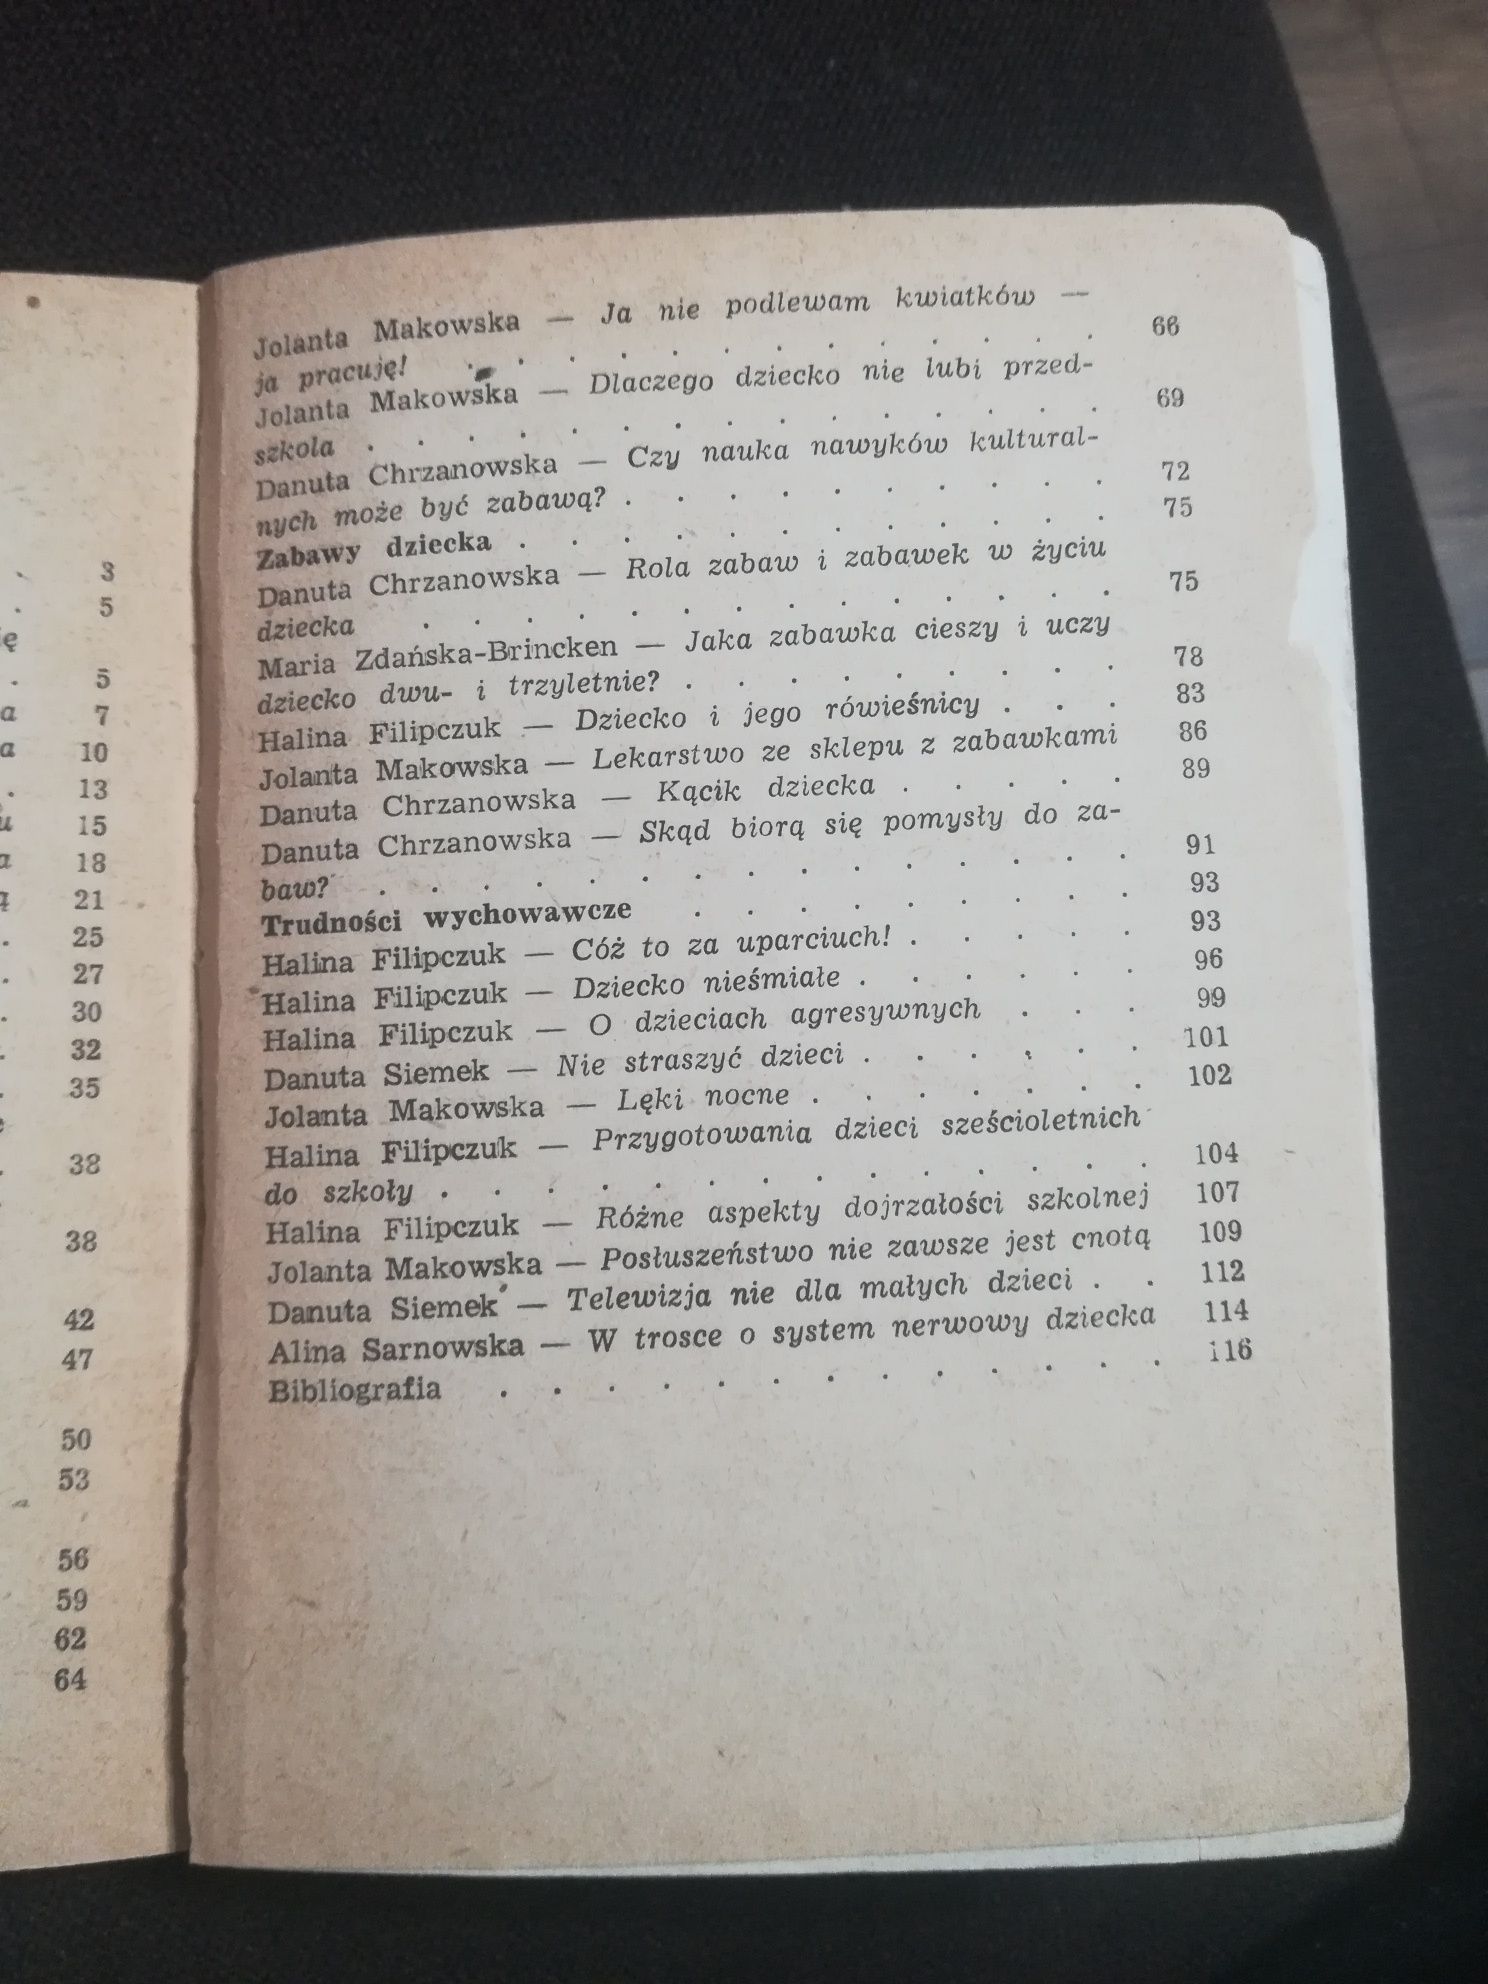 3
5
ię
. 5
a 7
a 10
. 13
u 15
a 18
ą 21
. 25
. 27
. 30
. 32
. 35
. 38
38
42
47
50
53
56
59
62
64
Jolanta Makowska — Ja nie podlewam kwiatków —
ja pracuję! . . . . . . . . . . . . . 66
Jolanta Makowska — Dlaczego dziecko nie lubi przed-
szkola . . . . . . . . . . . . . . . 69
Danuta Chrzanowska — Czy nauka nawyków kultural-
nych może być zabawą? . . . . . . . . . . 72
Zabawy dziecka . . . . . . . . . . . . 75
Danuta Chrzanowska — Rola zabaw i zabawek w życiu
dziecka . . . . . . . . . . . . . . 75
Maria Zdańska-Brincken — Jaka zabawka cieszy i uczy
dziecko dwu- i trzyletnie? . . . . . . . . . 78
Halina Filipczuk — Dziecko i jego rówieśnicy . . . 83
Jolanta Makowska — Lekarstwo ze sklepu z zabawkami 86
Danuta Chrzanowska — Kącik dziecka . . . . . 89
Danuta Chrzanowska — Skąd biorą się pomysły do za-
baw? . . . . . . . . . . . . . . . 91
Trudności wychowawcze . . . . . . . . . 93
Halina Filipczuk — Cóż to za uparciuch! . . . . . 93
Halina Filipczuk — Dziecko nieśmiałe . . . . . . 96
Halina Filipczuk — O dzieciach agresywnych . . . 99
Danuta Siemek — Nie straszyć dzieci . . . . . . 101
Jolanta Makowska — Lęki nocne . . . . . . . 102
Halina Filipczuk — Przygotowania dzieci sześcioletnich
do szkoły . . . . . . . . . . . . . . 104
Halina Filipczuk — Różne aspekty dojrzałości szkolnej 107
Jolanta Makowska — Posłuszeństwo nie zawsze jest cnotą 109
Danuta Siemek — Telewizja nie dla małych dzieci . . 112
Alina Sarnowska — W trosce o system nerwowy dziecka 114
Bibliografia . . . . . . . . . . . . . 116